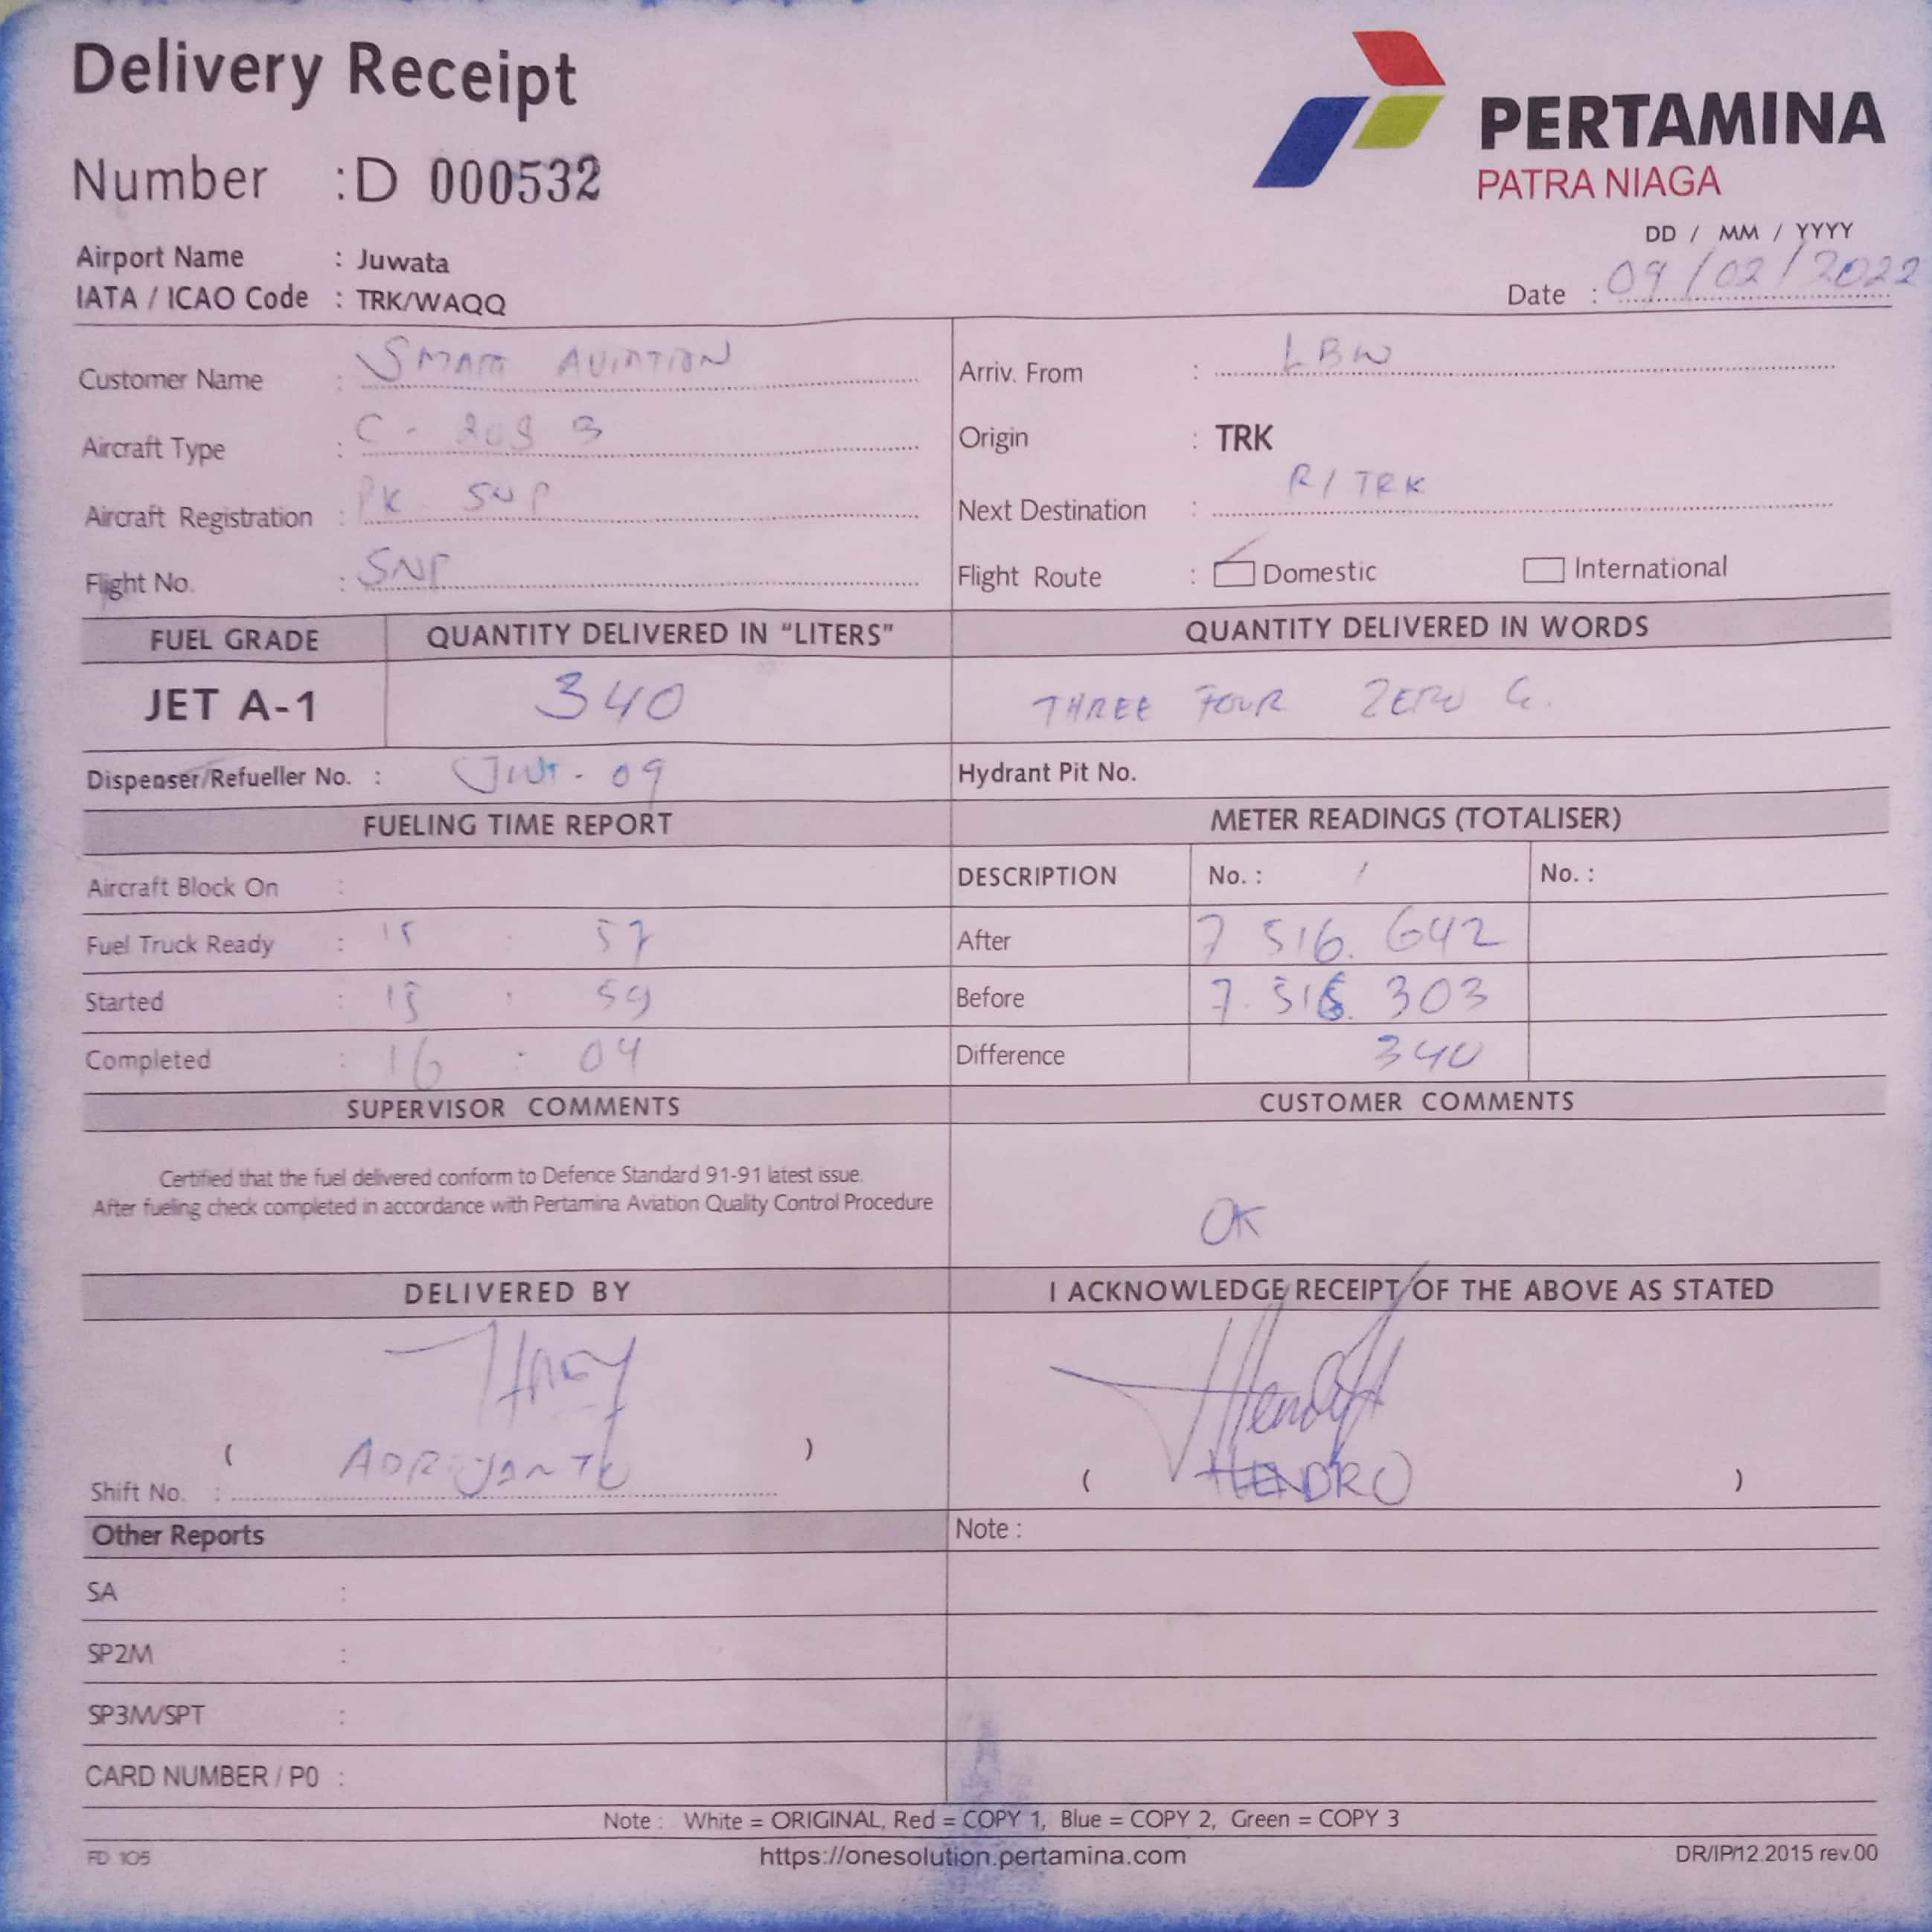 Delivery Receipt
PERTAMINA
PATRA NIAGA
Number : D 000532
DD / MM / YYYY
Airport Name : Juwata
Date : 09/02/2022
IATA / ICAO Code : TRK/WAQQ
Customer Name : SMART AVIATION
Arriv. From : LBW
Aircraft Type : C - 208 B
Origin : TRK
Aircraft Registration : PK SNP
Next Destination : R/TRK
Flight No. : SNP
Flight Route : Domestic International
FUEL GRADE QUANTITY DELIVERED IN "LITERS" QUANTITY DELIVERED IN WORDS
JET A-1 340 THREE FOUR ZERO
Dispenser/Refueller No. : 09 Hydrant Pit No.
FUELING TIME REPORT METER READINGS (TOTALISER)
Aircraft Block On : DESCRIPTION No. : / No. :
Fuel Truck Ready : 15 : 57 After 7 516. 642
Started : 15 : 59 Before 7. 303
Completed : 16 : 04 Difference 340
SUPERVISOR COMMENTS CUSTOMER COMMENTS
Certified that the fuel delivered conform to Defence Standard 91-91 latest issue.
After fueling check completed in accordance with Pertamina Aviation Quality Control Procedure
OK
DELIVERED BY I ACKNOWLEDGE RECEIPT OF THE ABOVE AS STATED
( )
Shift No. :
( HENDRO )
Other Reports Note :
SA :
SP2M :
SP3M/SPT :
CARD NUMBER / P0 :
Note : White = ORIGINAL, Red = COPY 1, Blue = COPY 2, Green = COPY 3
FD 105 https://onesolution.pertamina.com DR/IP/12.2015 rev.00